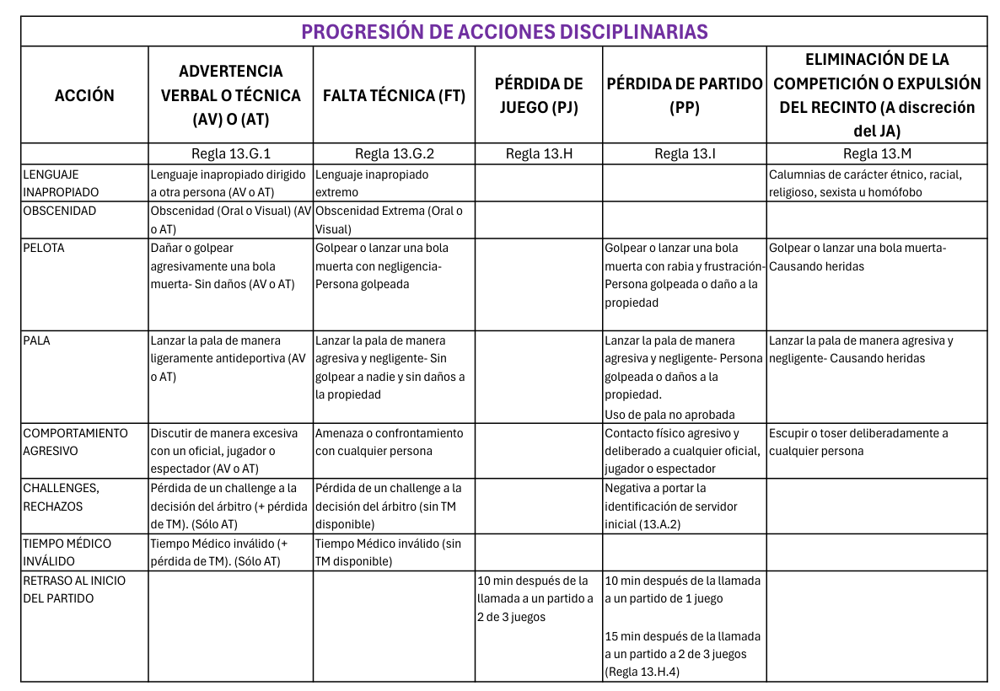 PROGRESIÓN DE ACCIONES DISCIPLINARIAS
ACCIÓN
ADVERTENCIA
VERBAL O TÉCNICA
(AV) O (AT)
FALTA TÉCNICA (FT)
PÉRDIDA DE
JUEGO (PJ)
PÉRDIDA DE PARTIDO
(PP)
ELIMINACIÓN DE LA
COMPETICIÓN O EXPULSIÓN
DEL RECINTO (A discreción
del JA)
Regla 13.G.1
Regla 13.G.2
Regla 13.H
Regla 13.I
Regla 13.M
LENGUAJE
INAPROPIADO
Lenguaje inapropiado dirigido
a otra persona (AV o AT)
Lenguaje inapropiado
extremo
Calumnias de carácter étnico, racial,
religioso, sexista u homófobo
OBSCENIDAD
Obscenidad (Oral o Visual) (AV
o AT)
Obscenidad Extrema (Oral o
Visual)
PELOTA
Dañar o golpear
agresivamente una bola
muerta- Sin daños (AV o AT)
Golpear o lanzar una bola
muerta con negligencia-
Persona golpeada
Golpear o lanzar una bola
muerta con rabia y frustración-
Persona golpeada o daño a la
propiedad
Golpear o lanzar una bola muerta-
Causando heridas
PALA
Lanzar la pala de manera
ligeramente antideportiva (AV
o AT)
Lanzar la pala de manera
agresiva y negligente- Sin
golpear a nadie y sin daños a
la propiedad
Lanzar la pala de manera
agresiva y negligente- Persona
golpeada o daños a la
propiedad.
Uso de pala no aprobada
Lanzar la pala de manera agresiva y
negligente- Causando heridas
COMPORTAMIENTO
AGRESIVO
Discutir de manera excesiva
con un oficial, jugador o
espectador (AV o AT)
Amenaza o confrontamiento
con cualquier persona
Contacto físico agresivo y
deliberado a cualquier oficial,
jugador o espectador
Escupir o toser deliberadamente a
cualquier persona
CHALLENGES,
RECHAZOS
Pérdida de un challenge a la
decisión del árbitro (+ pérdida
de TM). (Sólo AT)
Pérdida de un challenge a la
decisión del árbitro (sin TM
disponible)
Negativa a portar la
identificación de servidor
inicial (13.A.2)
TIEMPO MÉDICO
INVÁLIDO
Tiempo Médico inválido (+
pérdida de TM). (Sólo AT)
Tiempo Médico inválido (sin
TM disponible)
RETRASO AL INICIO
DEL PARTIDO
10 min después de la
llamada a un partido a
2 de 3 juegos
10 min después de la llamada
a un partido de 1 juego
15 min después de la llamada
a un partido a 2 de 3 juegos
(Regla 13.H.4)